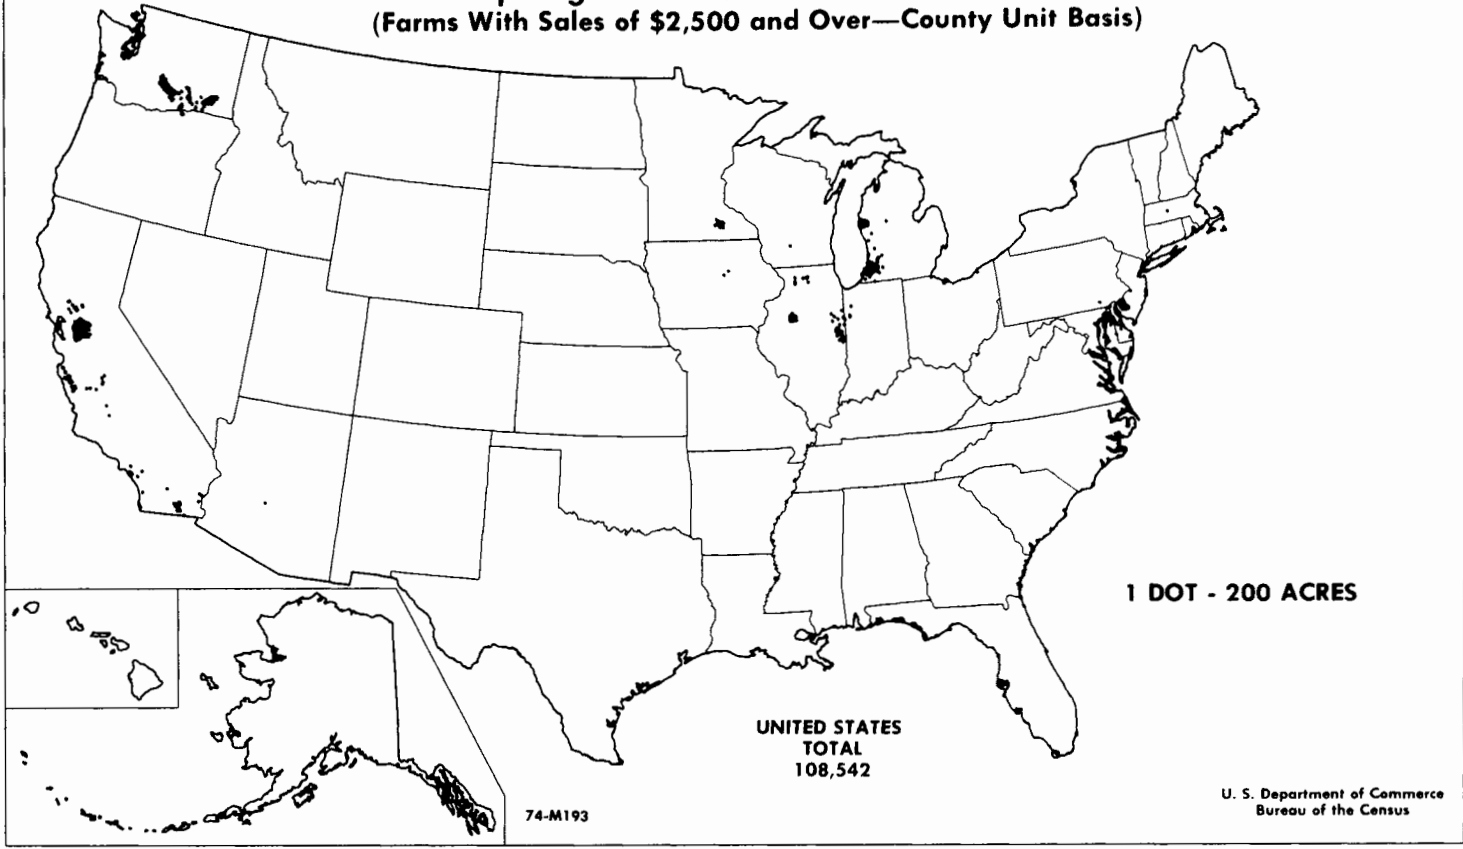 (Farms With Sales of $2,500 and Over—County Unit Basis)
1 DOT - 200 ACRES
UNITED STATES
TOTAL
108,542
74-M193
U. S. Department of Commerce
Bureau of the Census